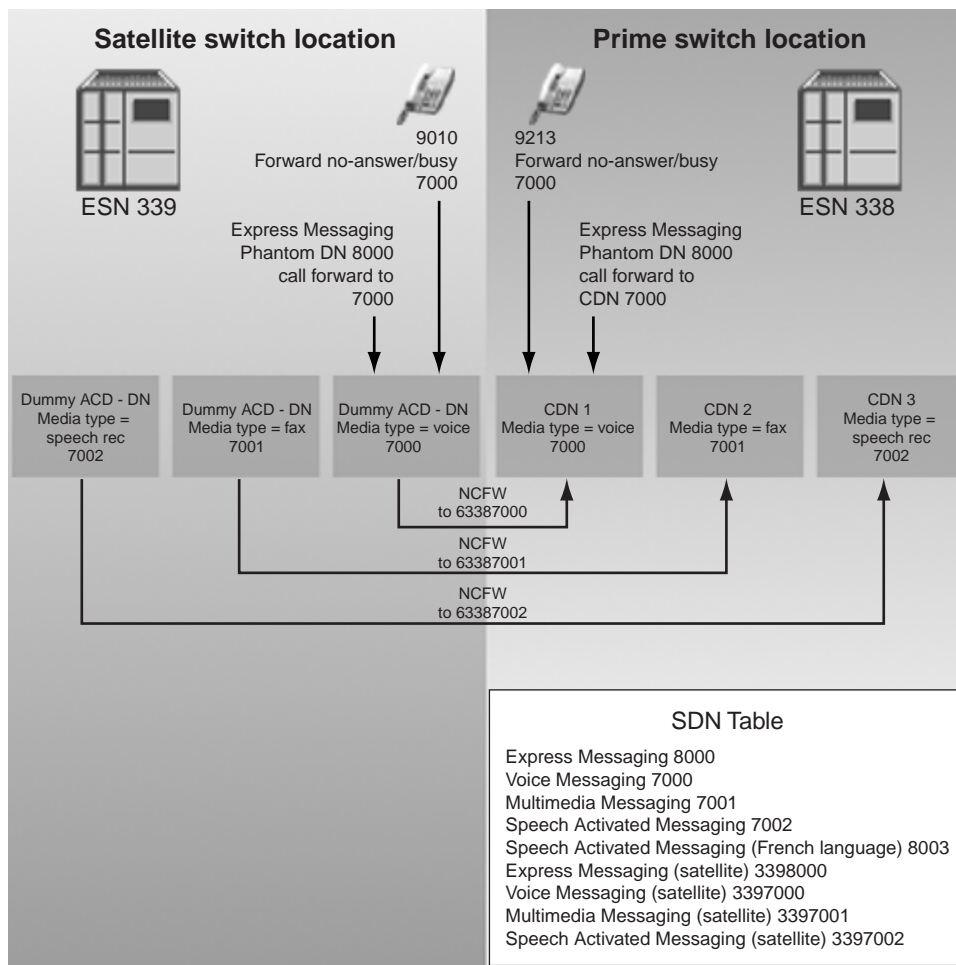 Satellite switch location
Prime switch location
ESN 339
9010
Forward no-answer/busy
7000
Express Messaging
Phantom DN 8000
call forward to
7000
9213
Forward no-answer/busy
7000
Express Messaging
Phantom DN 8000
call forward to
CDN 7000
ESN 338
Dummy ACD - DN
Media type =
speech rec
7002
Dummy ACD - DN
Media type = fax
7001
Dummy ACD - DN
Media type = voice
7000
CDN 1
Media type = voice
7000
CDN 2
Media type = fax
7001
CDN 3
Media type =
speech rec
7002
NCFW
to 63387000
NCFW
to 63387001
NCFW
to 63387002
SDN Table
Express Messaging 8000
Voice Messaging 7000
Multimedia Messaging 7001
Speech Activated Messaging 7002
Speech Activated Messaging (French language) 8003
Express Messaging (satellite) 3398000
Voice Messaging (satellite) 3397000
Multimedia Messaging (satellite) 3397001
Speech Activated Messaging (satellite) 3397002